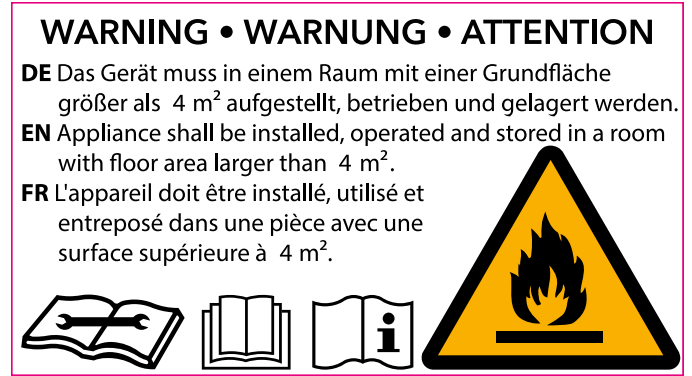 WARNING • WARNUNG • ATTENTION
DE Das Gerät muss in einem Raum mit einer Grundfläche
größer als 4 m² aufgestellt, betrieben und gelagert werden.
EN Appliance shall be installed, operated and stored in a room
with floor area larger than 4 m².
FR L'appareil doit être installé, utilisé et
entreposé dans une pièce avec une
surface supérieure à 4 m².
i